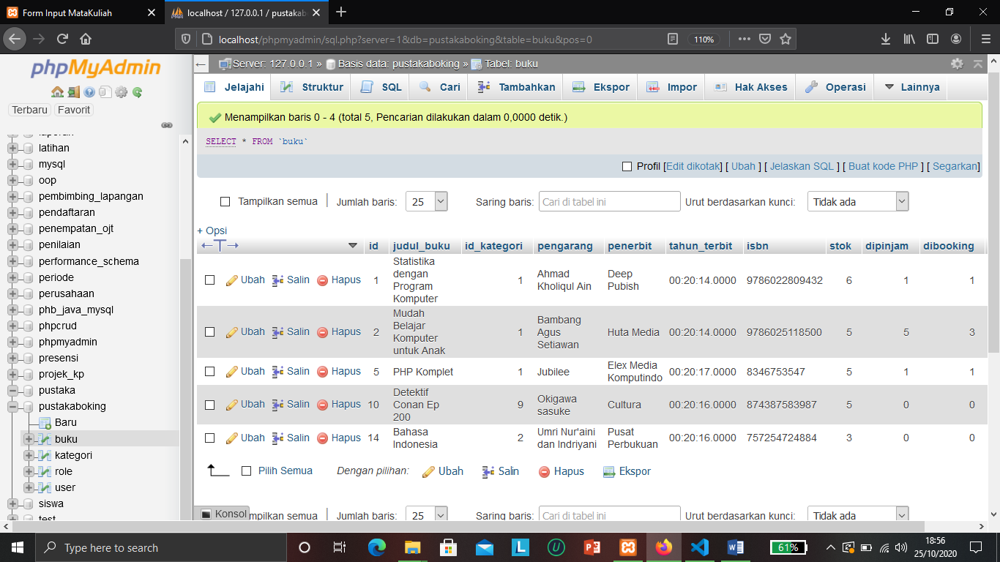 Form Input MataKuliah
localhost / 127.0.0.1 / pustakab
localhost/phpmyadmin/sql.php?server=1&db=pustakaboking&table=buku&pos=0
110%
phpMyAdmin
Terbaru Favorit
laporan
latihan
mysql
oop
pembimbing_lapangan
pendaftaran
penempatan_ojt
penilaian
performance_schema
periode
perusahaan
phb_java_mysql
phpcrud
phpmyadmin
presensi
projek_kp
pustaka
pustakaboking
Baru
buku
kategori
role
user
siswa
test
Server: 127.0.0.1 » Basis data: pustakaboking » Tabel: buku
Jelajahi Struktur SQL Cari Tambahkan Ekspor Impor Hak Akses Operasi Lainnya
Menampilkan baris 0 - 4 (total 5, Pencarian dilakukan dalam 0,0000 detik.)
SELECT * FROM `buku`
Profil [Edit dikotak] [ Ubah ] [ Jelaskan SQL ] [ Buat kode PHP ] [ Segarkan]
Tampilkan semua Jumlah baris: 25 Saring baris: Cari di tabel ini Urut berdasarkan kunci: Tidak ada
+ Opsi
id judul_buku id_kategori pengarang penerbit tahun_terbit isbn stok dipinjam dibooking
Ubah Salin Hapus 1 Statistika dengan Program Komputer 1 Ahmad Kholiqul Ain Deep Pubish 00:20:14.0000 9786022809432 6 1 1
Ubah Salin Hapus 2 Mudah Belajar Komputer untuk Anak 1 Bambang Agus Setiawan Huta Media 00:20:14.0000 9786025118500 5 5 3
Ubah Salin Hapus 5 PHP Komplet 1 Jubilee Elex Media Komputindo 00:20:17.0000 8346753547 5 1 1
Ubah Salin Hapus 10 Detektif Conan Ep 200 9 Okigawa sasuke Cultura 00:20:16.0000 874387583987 5 0 0
Ubah Salin Hapus 14 Bahasa Indonesia 2 Umri Nur'aini dan Indriyani Pusat Perbukuan 00:20:16.0000 757254724884 3 0 0
Pilih Semua Dengan pilihan: Ubah Salin Hapus Ekspor
Konsol mpilkan semua Jumlah baris: 25 Saring baris: Cari di tabel ini Urut berdasarkan kunci: Tidak ada
Type here to search
61%
18:56
25/10/2020